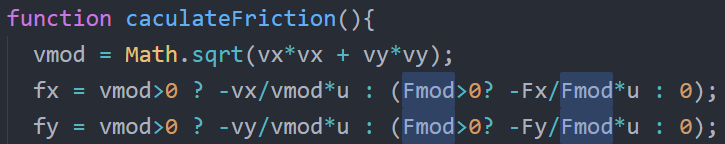 function caculateFriction(){
vmod = Math.sqrt(vx*vx + vy*vy);
fx = vmod>0 ? -vx/vmod*u : (Fmod>0? -Fx/Fmod*u : 0);
fy = vmod>0 ? -vy/vmod*u : (Fmod>0? -Fy/Fmod*u : 0);